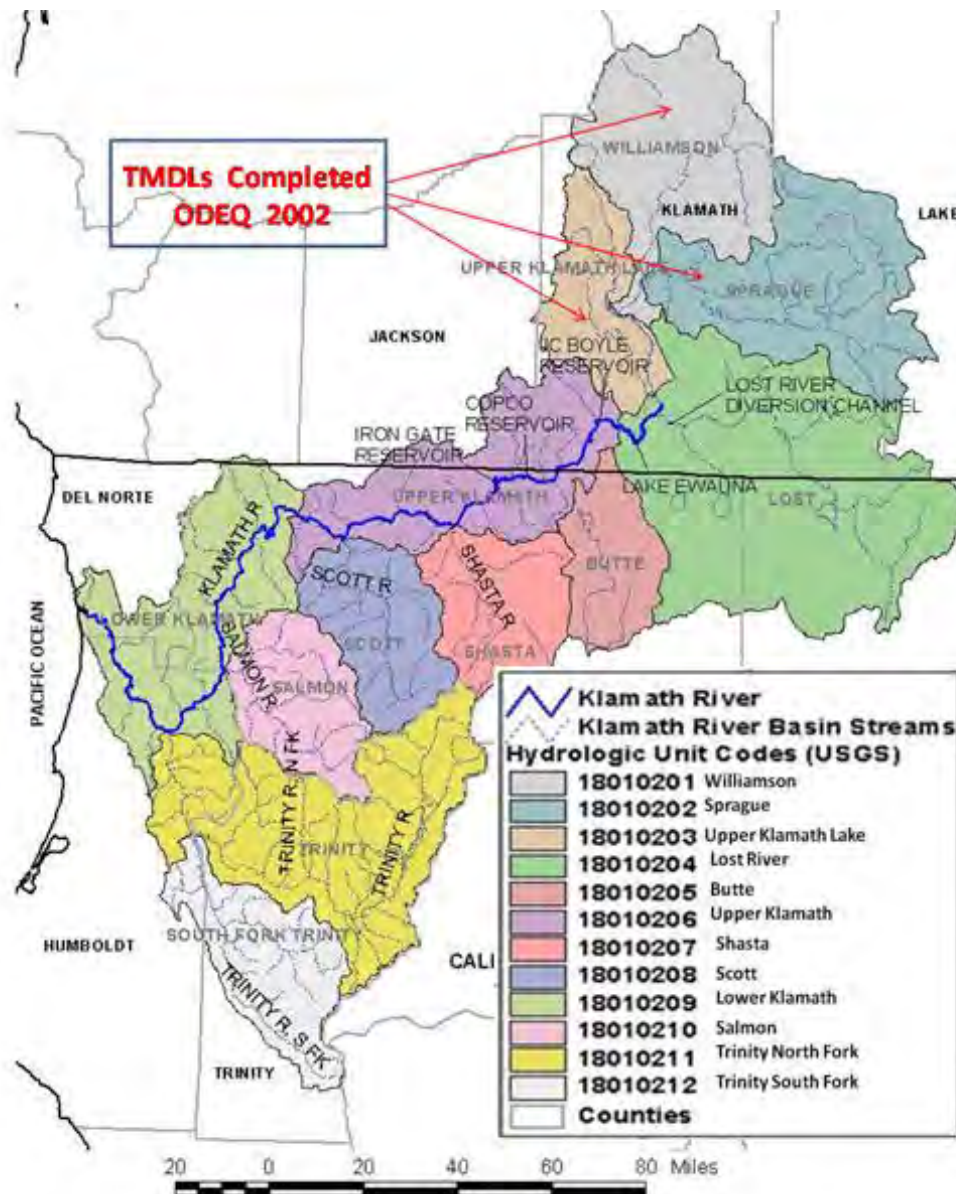 WILLIAMSON
TMDLs Completed
ODEQ 2002
KLAMATH
LAKE
UPPER KLAMATH LAKE
SPRAGUE
JACKSON
JC BOYLE
RESERVOIR
LOST RIVER
DIVERSION CHANNEL
COPCO
RESERVOIR
IRON GATE
RESERVOIR
DEL NORTE
UPPER KLAMITH
LAKE EWAUNA
LOST
KLAMATH R
SCOTT R
SHASTA R
BUTTE
PACIFIC OCEAN
OWER KLAMATH
SALMON R
SCOTT
SHASTA
SALMON
TRINITY R, N FK
TRINITY
TRINITY R
HUMBOLDT
SOUTH FORK TRINITY
CALI
TRINITY R, S FK
TRINITY
Klamath River
Klamath River Basin Streams
Hydrologic Unit Codes (USGS)
18010201 Williamson
18010202 Sprague
18010203 Upper Klamath Lake
18010204 Lost River
18010205 Butte
18010206 Upper Klamath
18010207 Shasta
18010208 Scott
18010209 Lower Klamath
18010210 Salmon
18010211 Trinity North Fork
18010212 Trinity South Fork
Counties
20 0 20 40 60 80 Miles